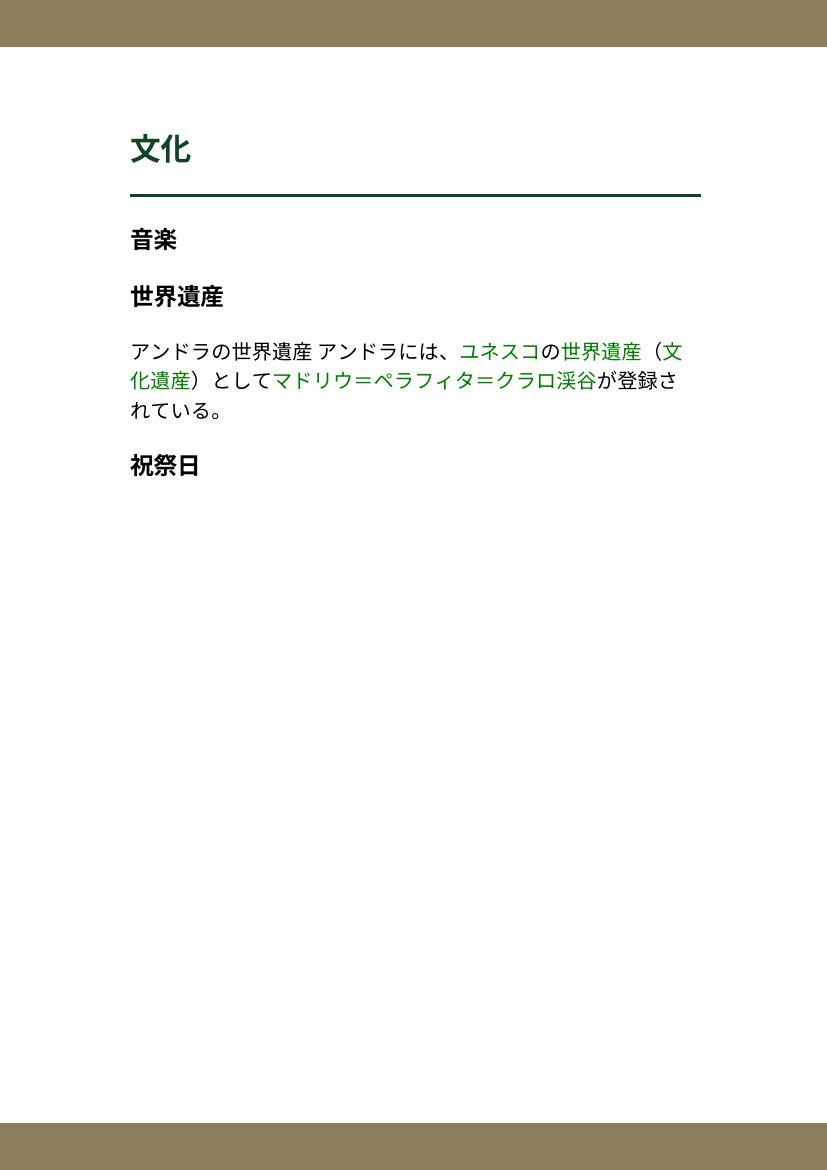 文化
音楽
世界遺産
アンドラの世界遺産 アンドラには、ユネスコの世界遺産（文
化遺産）としてマドリウ＝ペラフィタ＝クラロ渓谷が登録さ
れている。
祝祭日